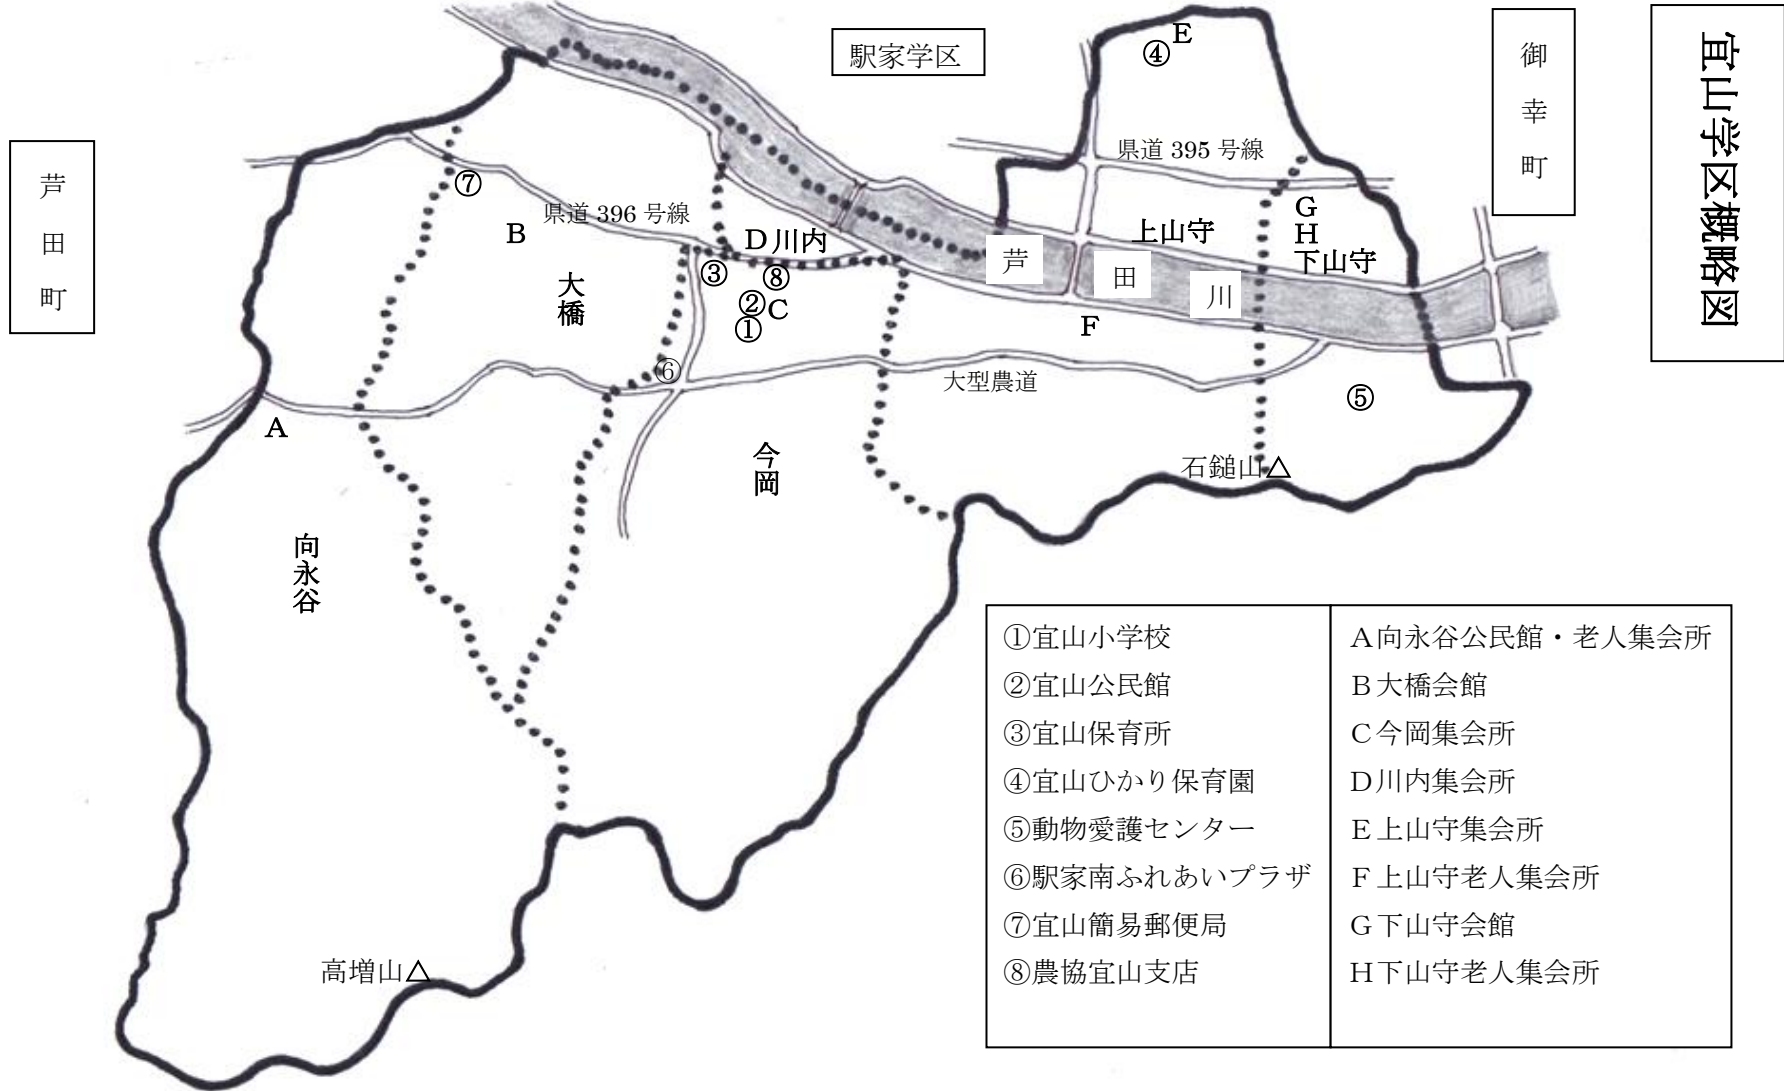 宜山学区概略図
駅家学区
御幸町
芦田町
④
E
県道 395 号線
⑦
県道 396 号線
B
D川内
上山守
G
H
下山守
③
⑧
②
C
①
大橋
芦田川
F
⑥
大型農道
⑤
A
今岡
石鎚山△
向永谷
高増山△
①宜山小学校
②宜山公民館
③宜山保育所
④宜山ひかり保育園
⑤動物愛護センター
⑥駅家南ふれあいプラザ
⑦宜山簡易郵便局
⑧農協宜山支店
A向永谷公民館・老人集会所
B大橋会館
C今岡集会所
D川内集会所
E上山守集会所
F上山守老人集会所
G下山守会館
H下山守老人集会所